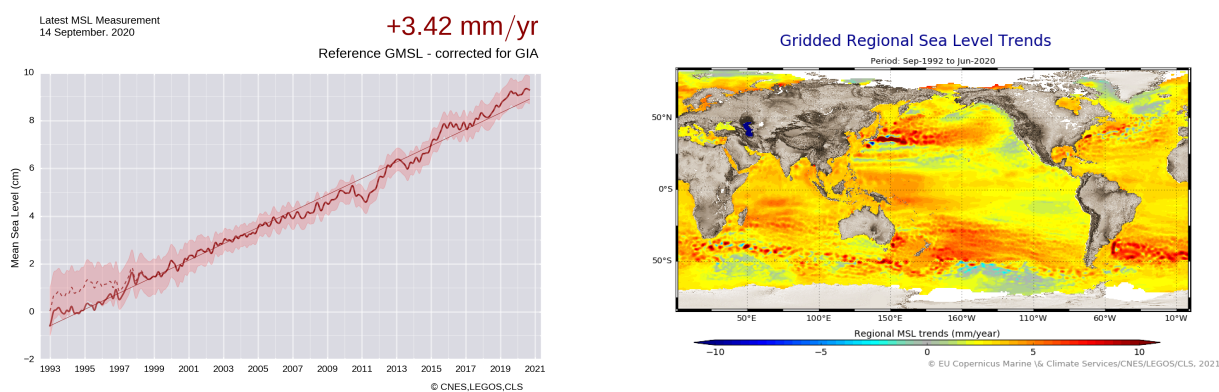 Latest MSL Measurement
14 September. 2020
+3.42 mm/yr
Reference GMSL - corrected for GIA
Mean Sea Level (cm)
10
8
6
4
2
0
−2
1993 1995 1997 1999 2001 2003 2005 2007 2009 2011 2013 2015 2017 2019 2021
© CNES,LEGOS,CLS
Gridded Regional Sea Level Trends
Period: Sep-1992 to Jun-2020
50°N
0°S
50°S
50°E 100°E 150°E 160°W 110°W 60°W 10°W
Regional MSL trends (mm/year)
−10 −5 0 5 10
© EU Copernicus Marine \& Climate Services/CNES/LEGOS/CLS, 2021